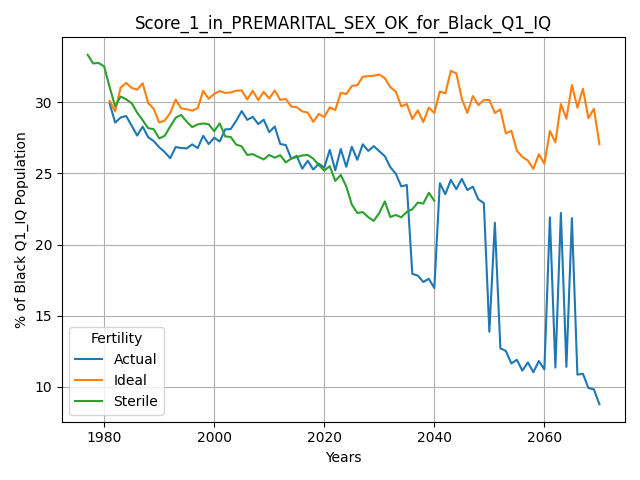 Score_1_in_PREMARITAL_SEX_OK_for_Black_Q1_IQ
% of Black Q1_IQ Population
30
25
20
15
10
Fertility
Actual
Ideal
Sterile
1980 2000 2020 2040 2060
Years